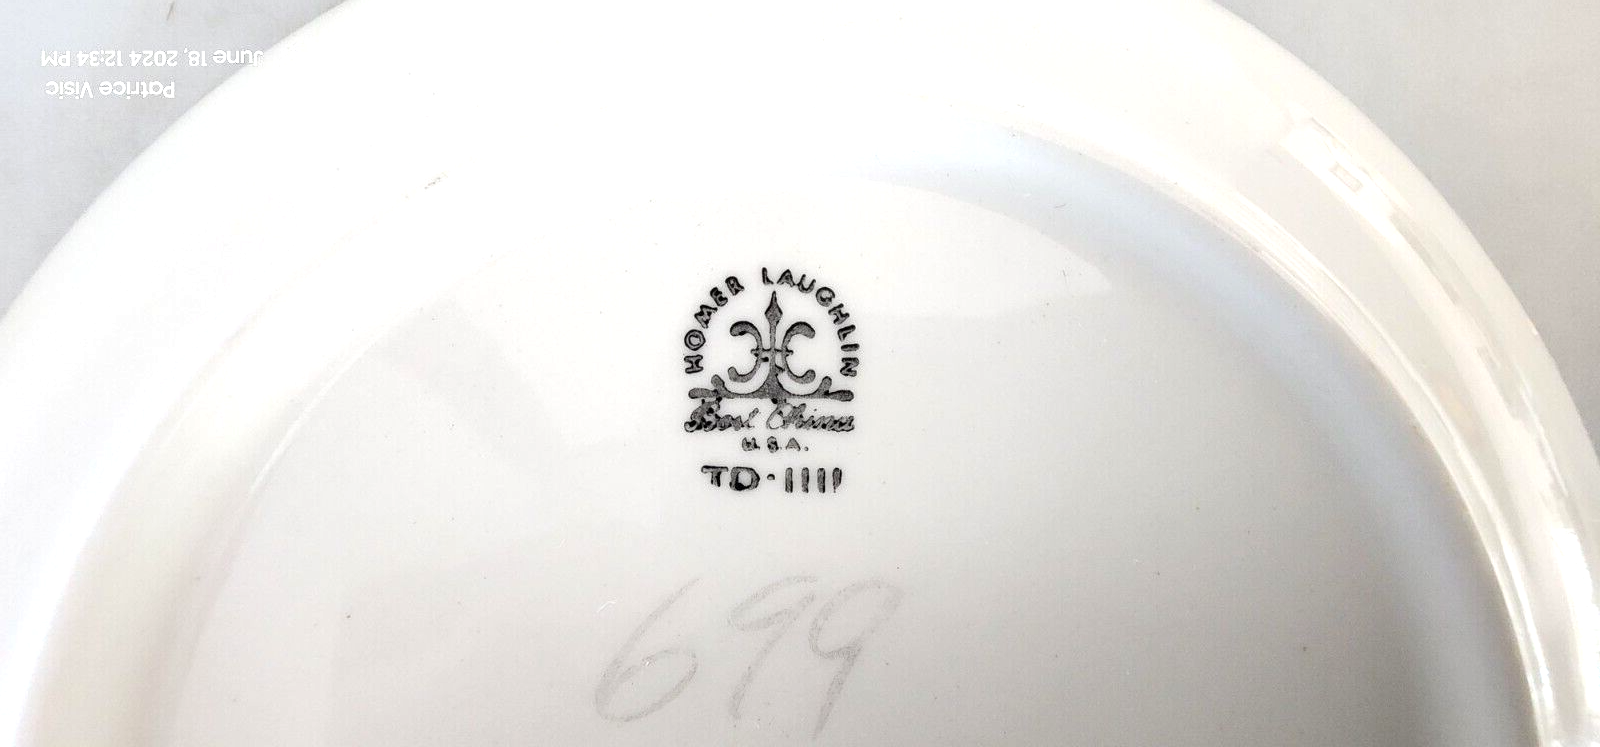 June 18, 2024 12:34 PM
Patrice Visic
HOMER LAUGHLIN
Best China
U.S.A.
TD·1111
699